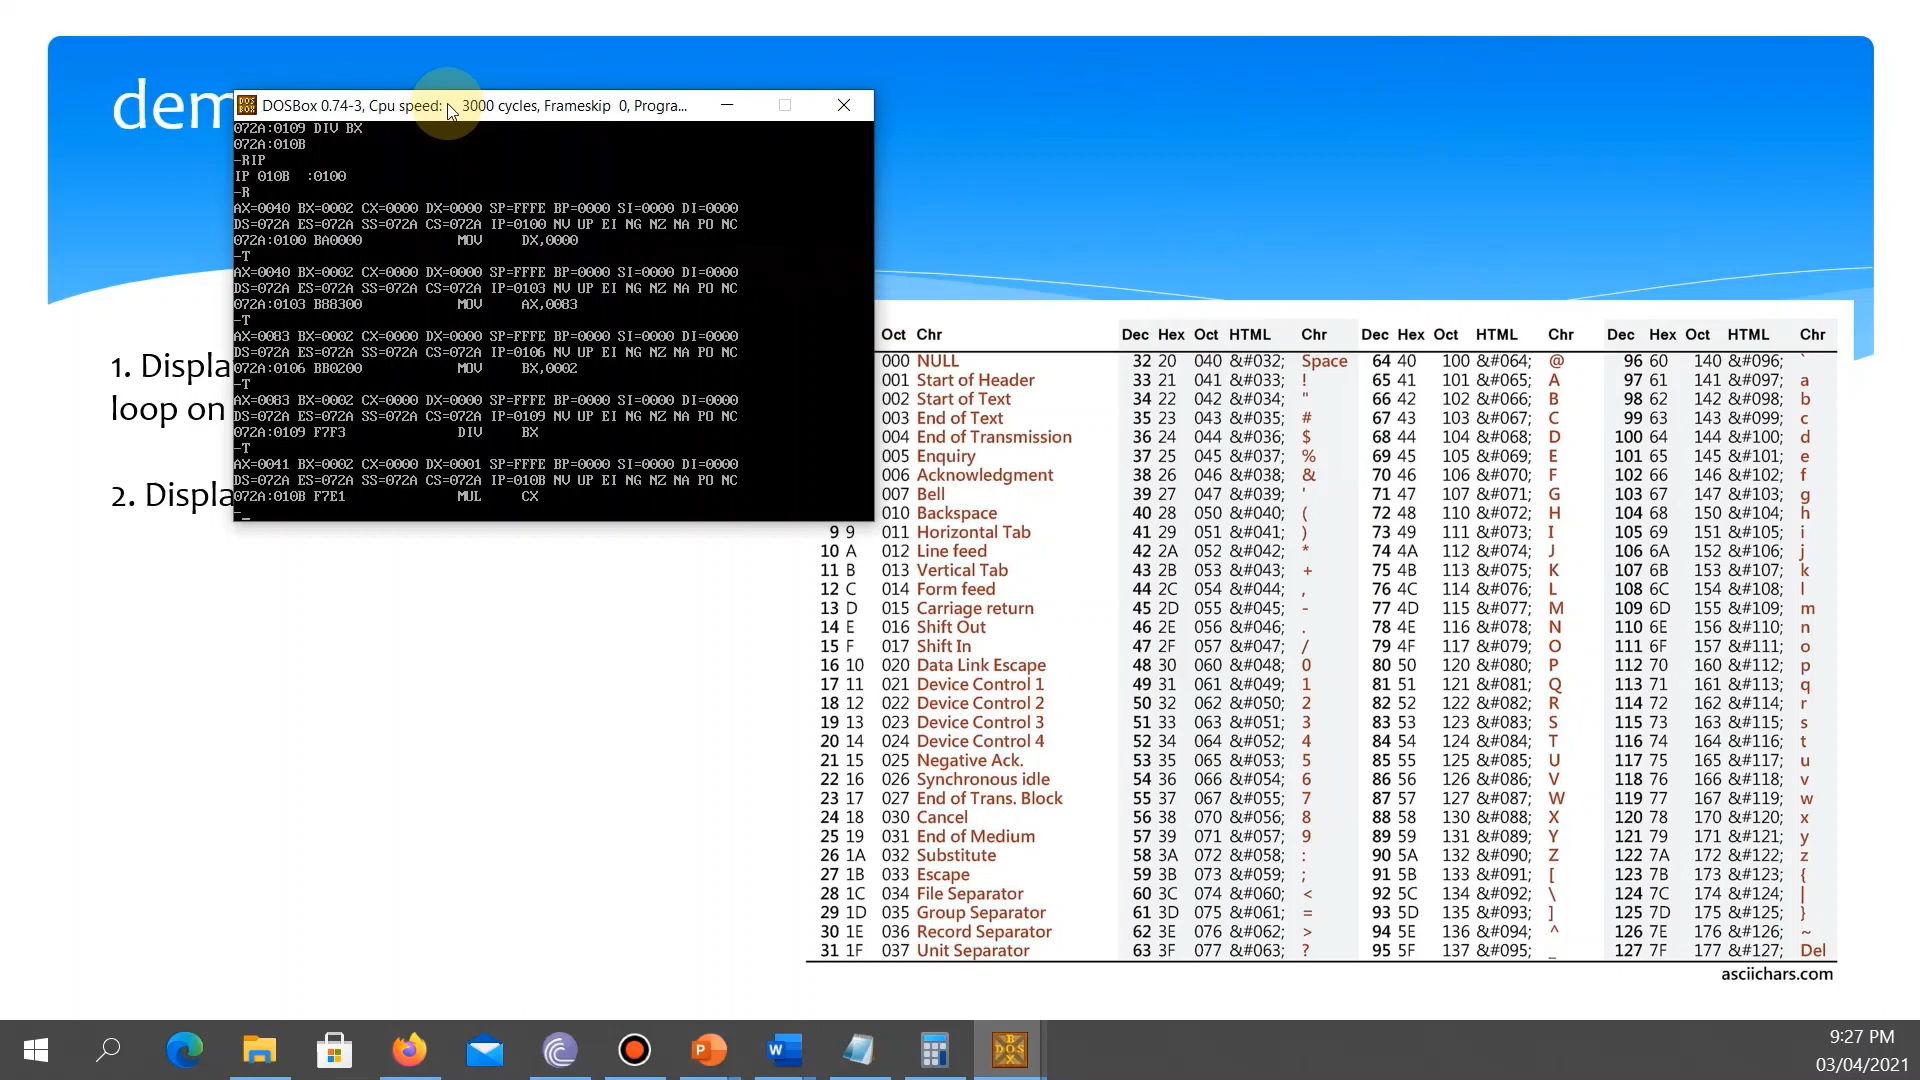 dem
DOSBox 0.74-3, Cpu speed: 3000 cycles, Frameskip 0, Progra...
072A:0109 DIV BX
072A:010B
-RIP
IP 010B :0100
-R
AX=0040 BX=0002 CX=0000 DX=0000 SP=FFFE BP=0000 SI=0000 DI=0000
DS=072A ES=072A SS=072A CS=072A IP=0100 NV UP EI NG NZ NA PO NC
072A:0100 BA0000 MOV DX,0000
-T
AX=0040 BX=0002 CX=0000 DX=0000 SP=FFFE BP=0000 SI=0000 DI=0000
DS=072A ES=072A SS=072A CS=072A IP=0103 NV UP EI NG NZ NA PO NC
072A:0103 B88300 MOV AX,0083
-T
AX=0083 BX=0002 CX=0000 DX=0000 SP=FFFE BP=0000 SI=0000 DI=0000
DS=072A ES=072A SS=072A CS=072A IP=0106 NV UP EI NG NZ NA PO NC
072A:0106 BB0200 MOV BX,0002
-T
AX=0083 BX=0002 CX=0000 DX=0000 SP=FFFE BP=0000 SI=0000 DI=0000
DS=072A ES=072A SS=072A CS=072A IP=0109 NV UP EI NG NZ NA PO NC
072A:0109 F7F3 DIV BX
-T
AX=0041 BX=0002 CX=0000 DX=0001 SP=FFFE BP=0000 SI=0000 DI=0000
DS=072A ES=072A SS=072A CS=072A IP=010B NV UP EI NG NZ NA PO NC
072A:010B F7E1 MUL CX
-_
1. Displa
loop on
2. Displa
Oct Chr Dec Hex Oct HTML Chr Dec Hex Oct HTML Chr Dec Hex Oct HTML Chr
000 NULL 32 20 040 &#032; Space 64 40 100 &#064; @ 96 60 140 &#096; `
001 Start of Header 33 21 041 &#033; ! 65 41 101 &#065; A 97 61 141 &#097; a
002 Start of Text 34 22 042 &#034; " 66 42 102 &#066; B 98 62 142 &#098; b
003 End of Text 35 23 043 &#035; # 67 43 103 &#067; C 99 63 143 &#099; c
004 End of Transmission 36 24 044 &#036; $ 68 44 104 &#068; D 100 64 144 &#100; d
005 Enquiry 37 25 045 &#037; % 69 45 105 &#069; E 101 65 145 &#101; e
006 Acknowledgment 38 26 046 &#038; & 70 46 106 &#070; F 102 66 146 &#102; f
007 Bell 39 27 047 &#039; ' 71 47 107 &#071; G 103 67 147 &#103; g
010 Backspace 40 28 050 &#040; ( 72 48 110 &#072; H 104 68 150 &#104; h
9 9 011 Horizontal Tab 41 29 051 &#041; ) 73 49 111 &#073; I 105 69 151 &#105; i
10 A 012 Line feed 42 2A 052 &#042; * 74 4A 112 &#074; J 106 6A 152 &#106; j
11 B 013 Vertical Tab 43 2B 053 &#043; + 75 4B 113 &#075; K 107 6B 153 &#107; k
12 C 014 Form feed 44 2C 054 &#044; , 76 4C 114 &#076; L 108 6C 154 &#108; l
13 D 015 Carriage return 45 2D 055 &#045; - 77 4D 115 &#077; M 109 6D 155 &#109; m
14 E 016 Shift Out 46 2E 056 &#046; . 78 4E 116 &#078; N 110 6E 156 &#110; n
15 F 017 Shift In 47 2F 057 &#047; / 79 4F 117 &#079; O 111 6F 157 &#111; o
16 10 020 Data Link Escape 48 30 060 &#048; 0 80 50 120 &#080; P 112 70 160 &#112; p
17 11 021 Device Control 1 49 31 061 &#049; 1 81 51 121 &#081; Q 113 71 161 &#113; q
18 12 022 Device Control 2 50 32 062 &#050; 2 82 52 122 &#082; R 114 72 162 &#114; r
19 13 023 Device Control 3 51 33 063 &#051; 3 83 53 123 &#083; S 115 73 163 &#115; s
20 14 024 Device Control 4 52 34 064 &#052; 4 84 54 124 &#084; T 116 74 164 &#116; t
21 15 025 Negative Ack. 53 35 065 &#053; 5 85 55 125 &#085; U 117 75 165 &#117; u
22 16 026 Synchronous idle 54 36 066 &#054; 6 86 56 126 &#086; V 118 76 166 &#118; v
23 17 027 End of Trans. Block 55 37 067 &#055; 7 87 57 127 &#087; W 119 77 167 &#119; w
24 18 030 Cancel 56 38 070 &#056; 8 88 58 130 &#088; X 120 78 170 &#120; x
25 19 031 End of Medium 57 39 071 &#057; 9 89 59 131 &#089; Y 121 79 171 &#121; y
26 1A 032 Substitute 58 3A 072 &#058; : 90 5A 132 &#090; Z 122 7A 172 &#122; z
27 1B 033 Escape 59 3B 073 &#059; ; 91 5B 133 &#091; [ 123 7B 173 &#123; {
28 1C 034 File Separator 60 3C 074 &#060; < 92 5C 134 &#092; \ 124 7C 174 &#124; |
29 1D 035 Group Separator 61 3D 075 &#061; = 93 5D 135 &#093; ] 125 7D 175 &#125; }
30 1E 036 Record Separator 62 3E 076 &#062; > 94 5E 136 &#094; ^ 126 7E 176 &#126; ~
31 1F 037 Unit Separator 63 3F 077 &#063; ? 95 5F 137 &#095; _ 127 7F 177 &#127; Del
asciichars.com
9:27 PM
03/04/2021